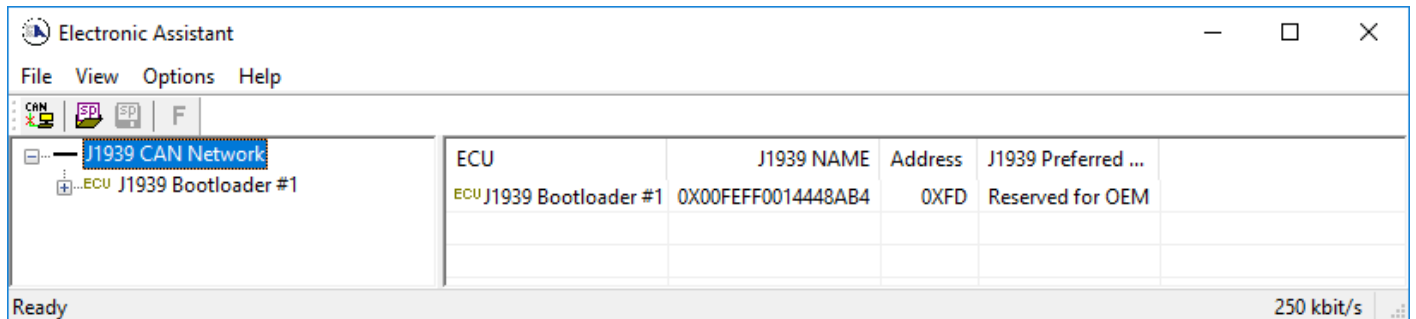 Electronic Assistant
File View Options Help
CAN SP SP F
J1939 CAN Network
ECU J1939 Bootloader #1
ECU J1939 NAME Address J1939 Preferred ...
ECU J1939 Bootloader #1 0X00FEFF0014448AB4 0XFD Reserved for OEM
Ready 250 kbit/s